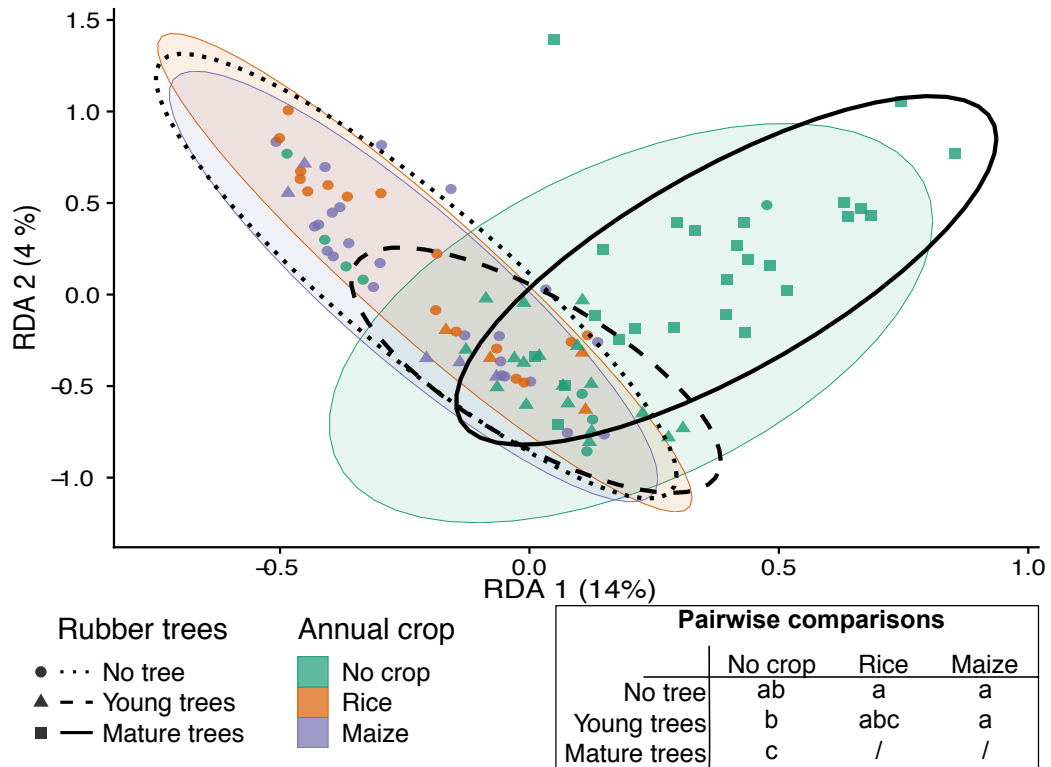 1.5
1.0
0.5
0.0
−0.5
−1.0
RDA 2 (4 %)
−0.5 0.0 0.5 1.0
RDA 1 (14%)
Rubber trees
No tree
Young trees
Mature trees
Annual crop
No crop
Rice
Maize
Pairwise comparisons
No crop Rice Maize
No tree ab a a
Young trees b abc a
Mature trees c / /